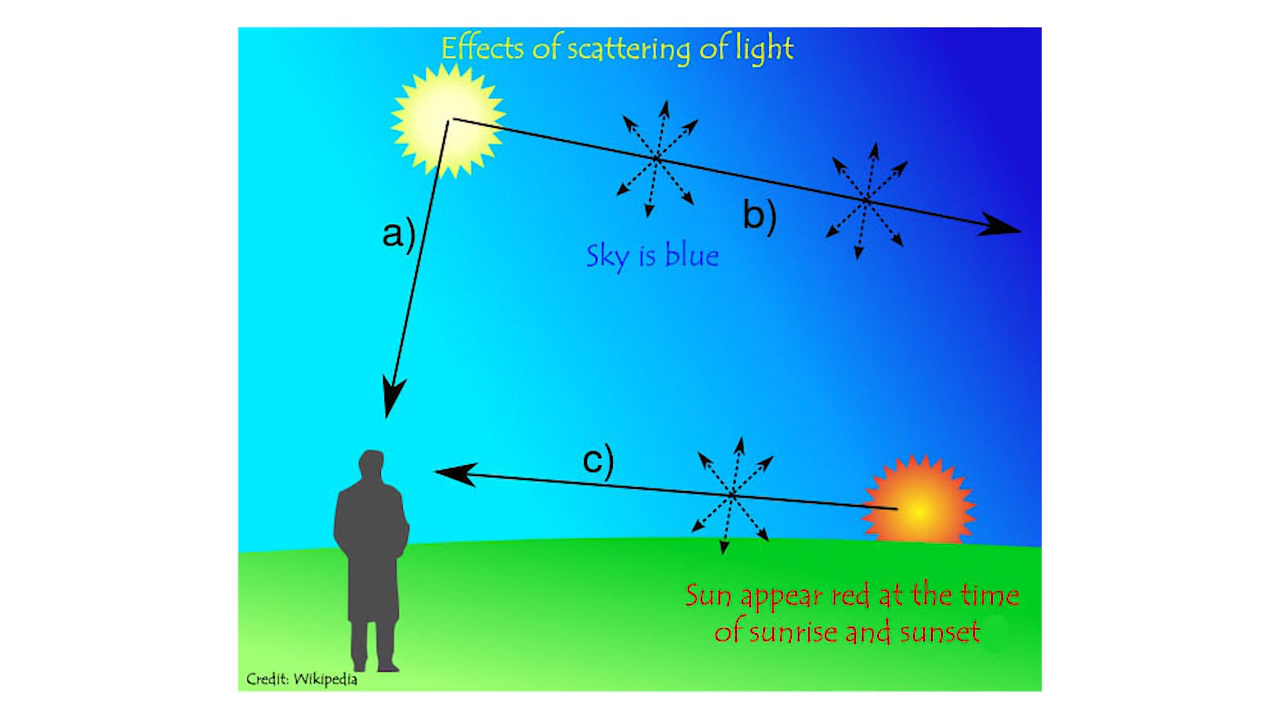 Effects of scattering of light
a)
b)
Sky is blue
c)
Sun appear red at the time
of sunrise and sunset
Credit: Wikipedia